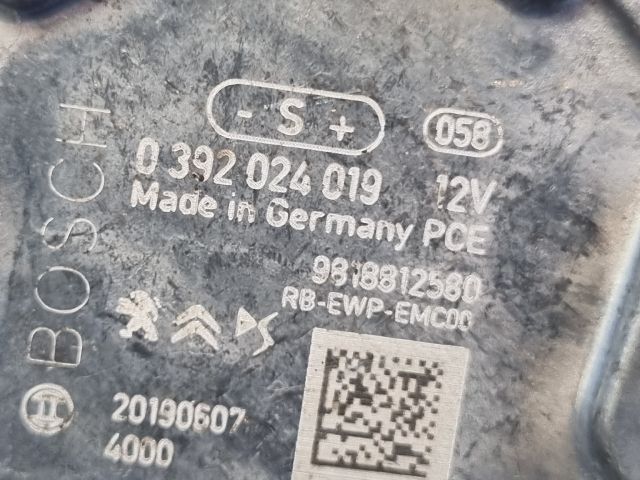 - S +
058
0 392 024 019 12V
Made in Germany PCE
9818812580
RB-EWP-EMC00
BOSCH
20190607
4000